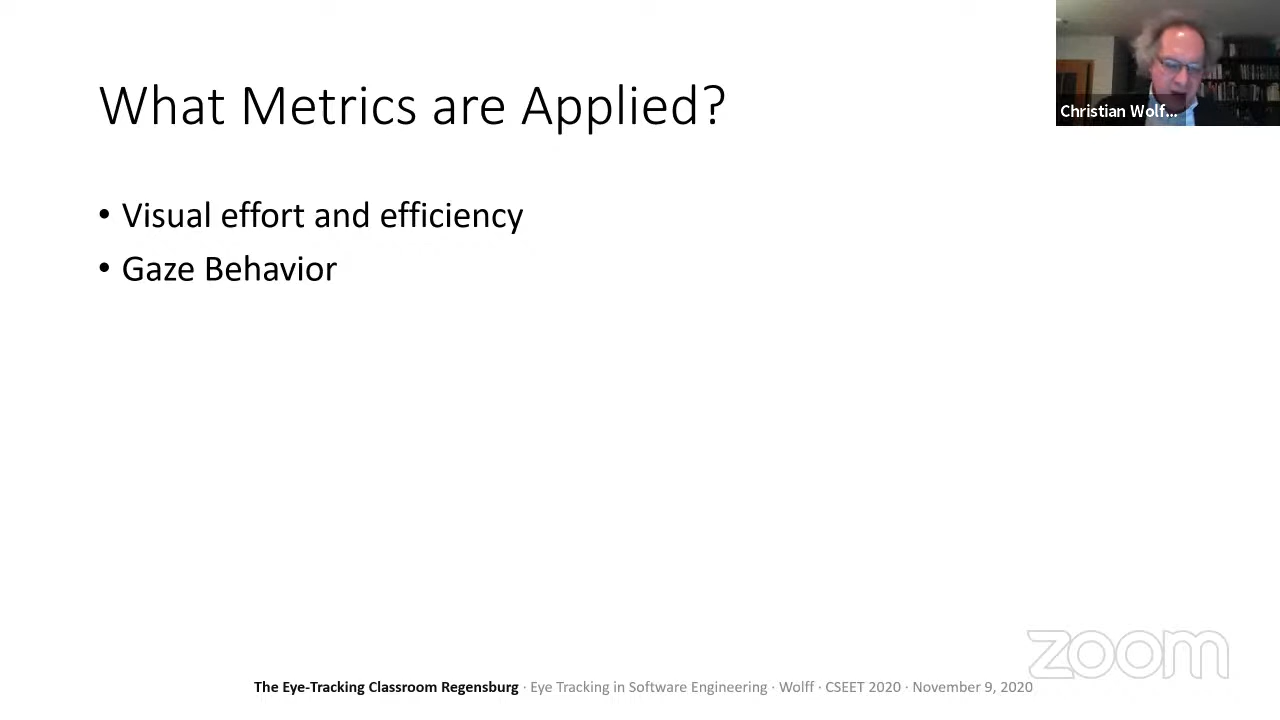 What Metrics are Applied?
Christian Wolf...
• Visual effort and efficiency
• Gaze Behavior
zoom
The Eye-Tracking Classroom Regensburg · Eye Tracking in Software Engineering · Wolff · CSEET 2020 · November 9, 2020